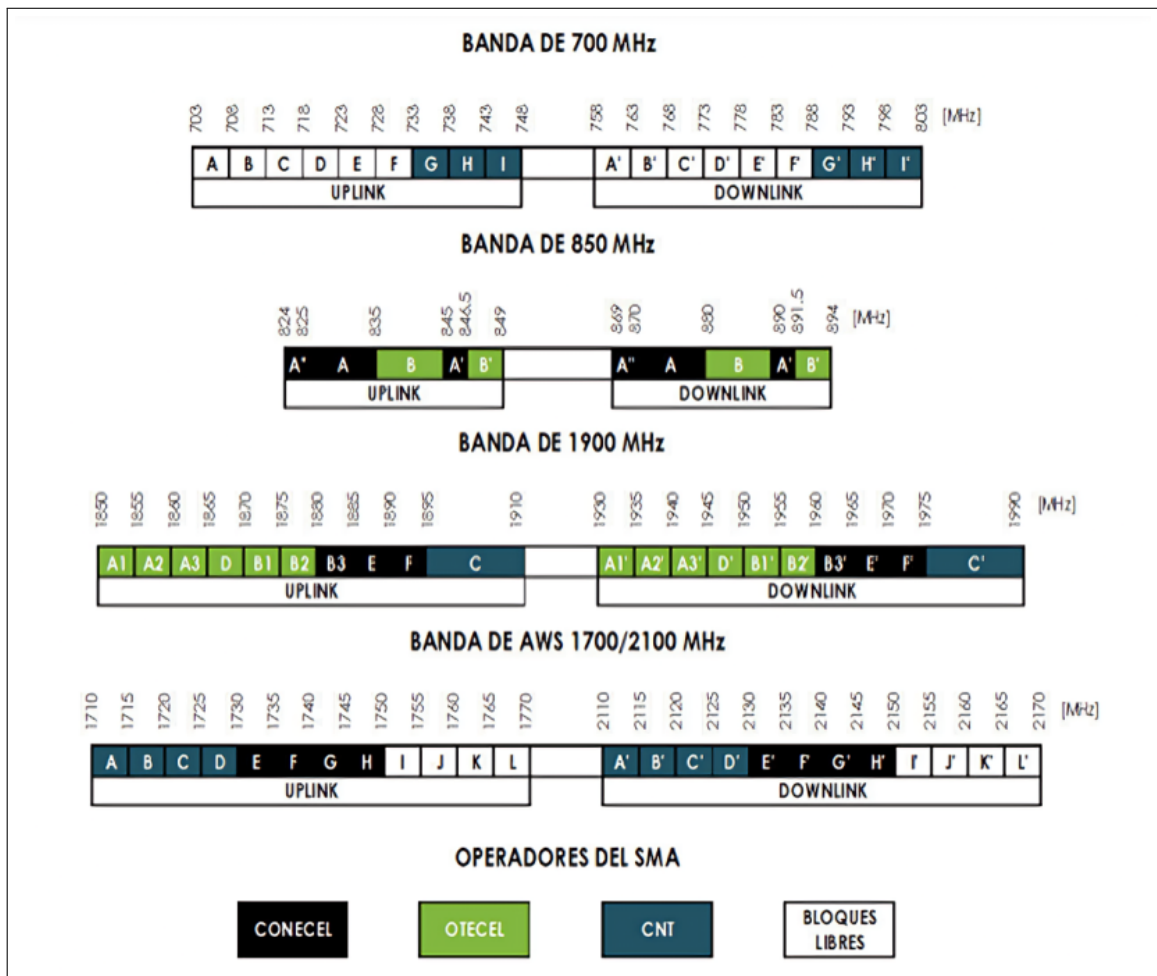 BANDA DE 700 MHz
703 708 713 718 723 728 733 738 743 748 758 763 768 773 778 783 788 793 798 803 [MHz]
A B C D E F G H I A' B' C' D' E' F' G' H' I'
UPLINK DOWNLINK
BANDA DE 850 MHz
824 825 835 845 846.5 849 869 870 880 890 891.5 894 [MHz]
A" A B A' B' A" A B A' B'
UPLINK DOWNLINK
BANDA DE 1900 MHz
1850 1855 1860 1865 1870 1875 1880 1885 1890 1895 1910 1930 1935 1940 1945 1950 1955 1960 1965 1970 1975 1990 [MHz]
A1 A2 A3 D B1 B2 B3 E F C A1' A2' A3' D' B1' B2' B3' E' F' C'
UPLINK DOWNLINK
BANDA DE AWS 1700/2100 MHz
1710 1715 1720 1725 1730 1735 1740 1745 1750 1755 1760 1765 1770 2110 2115 2120 2125 2130 2135 2140 2145 2150 2155 2160 2165 2170 [MHz]
A B C D E F G H I J K L A' B' C' D' E' F' G' H' I' J' K' L'
UPLINK DOWNLINK
OPERADORES DEL SMA
CONECEL OTECEL CNT BLOQUES
LIBRES